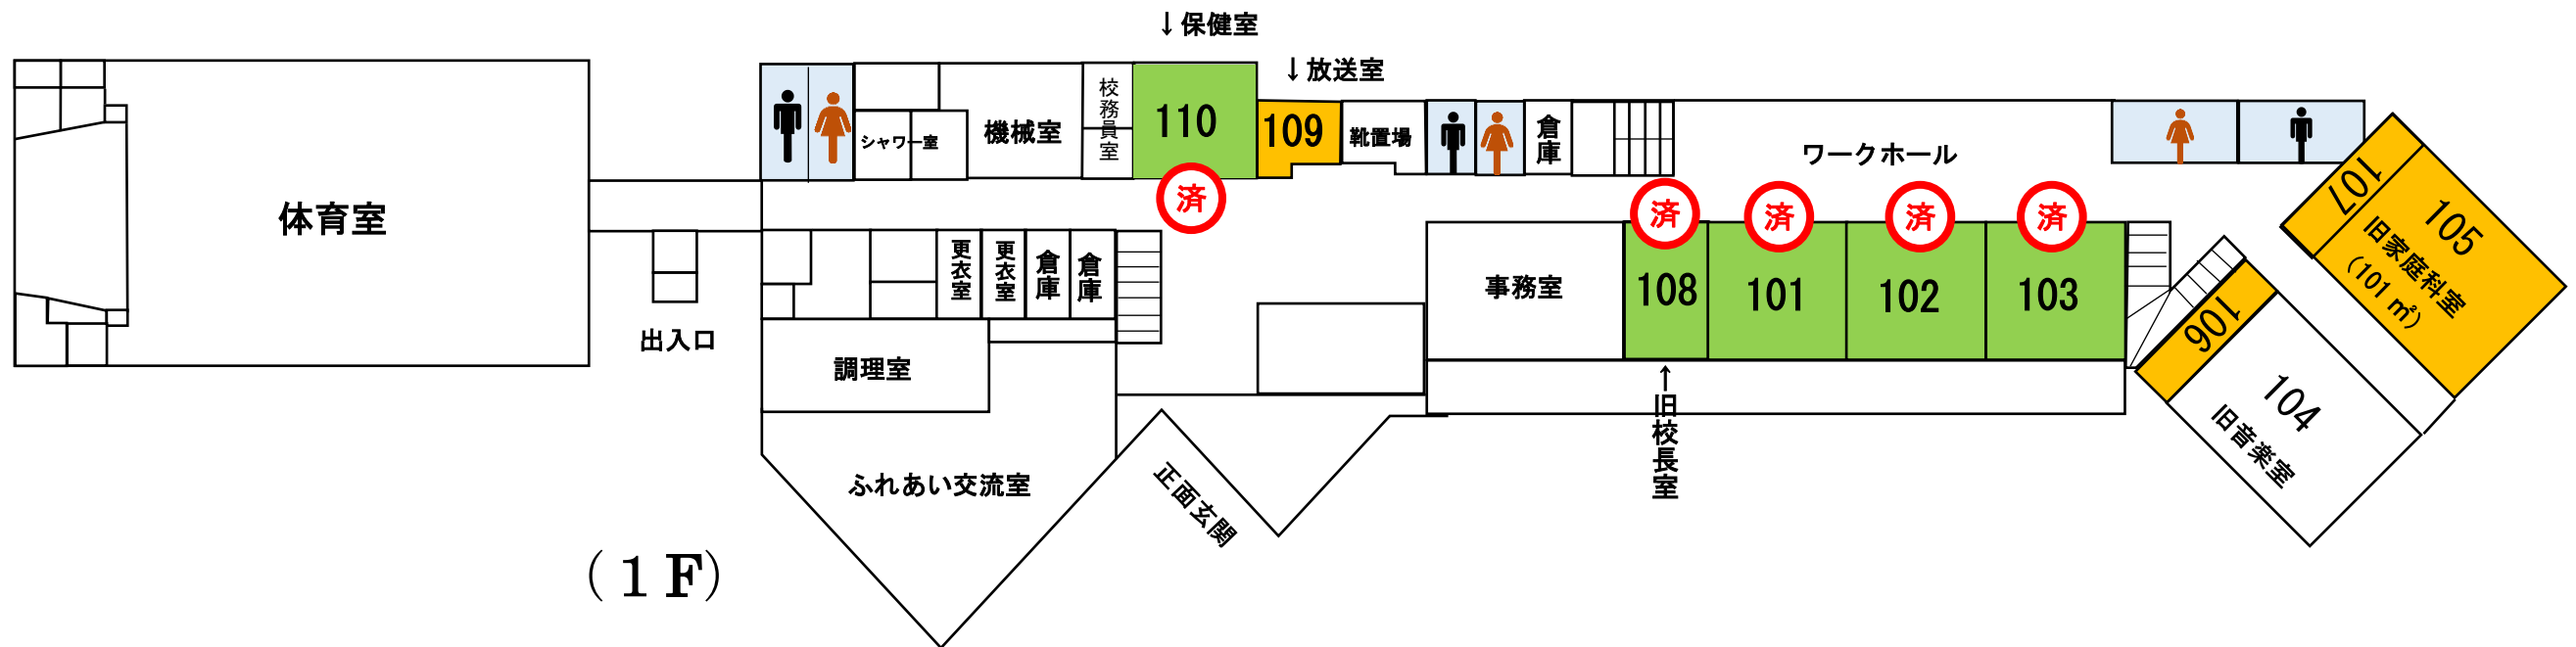 ↓保健室
↓放送室
校務員室
110
109
靴置場
倉庫
シャワー室
機械室
ワークホール
済
済
済
済
済
体育室
更衣室
更衣室
倉庫
倉庫
事務室
108
101
102
103
107
105
旧家庭科室
(101㎡)
106
104
旧音楽室
出入口
調理室
↑旧校長室
ふれあい交流室
正面玄関
(1F)